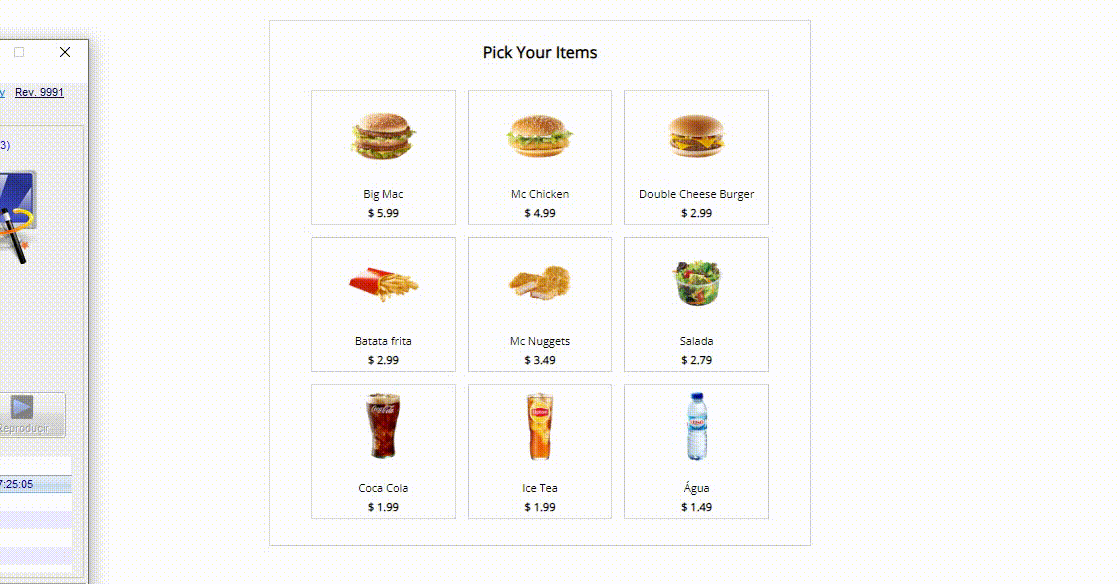 Rev. 9991
3)
Reproducir
7:25:05
Pick Your Items
Big Mac
$ 5.99
Mc Chicken
$ 4.99
Double Cheese Burger
$ 2.99
Batata frita
$ 2.99
Mc Nuggets
$ 3.49
Salada
$ 2.79
Coca Cola
$ 1.99
Ice Tea
$ 1.99
Água
$ 1.49